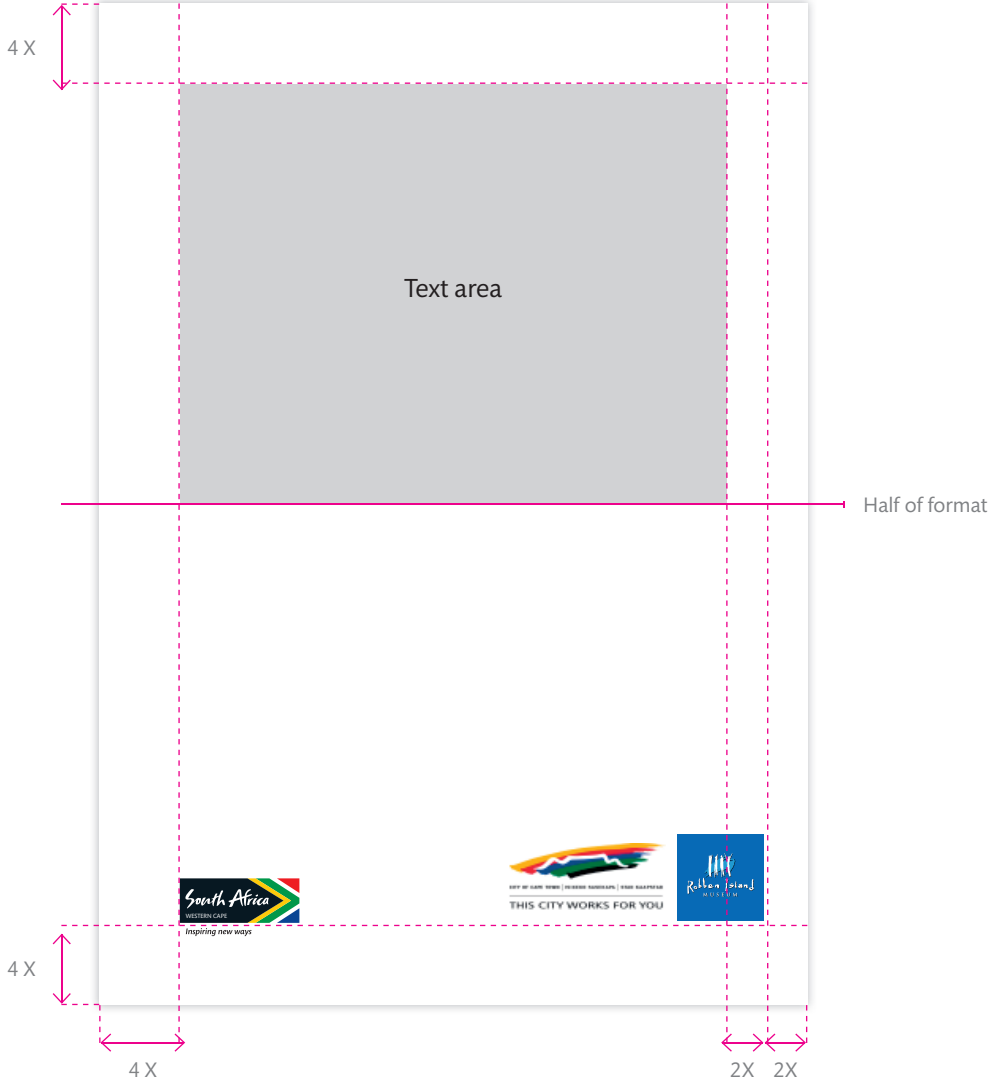 4 X
Text area
Half of format
South Africa
WESTERN CAPE
Inspiring new ways
THIS CITY WORKS FOR YOU
Robben Island
MUSEUM
4 X
4 X
2X
2X